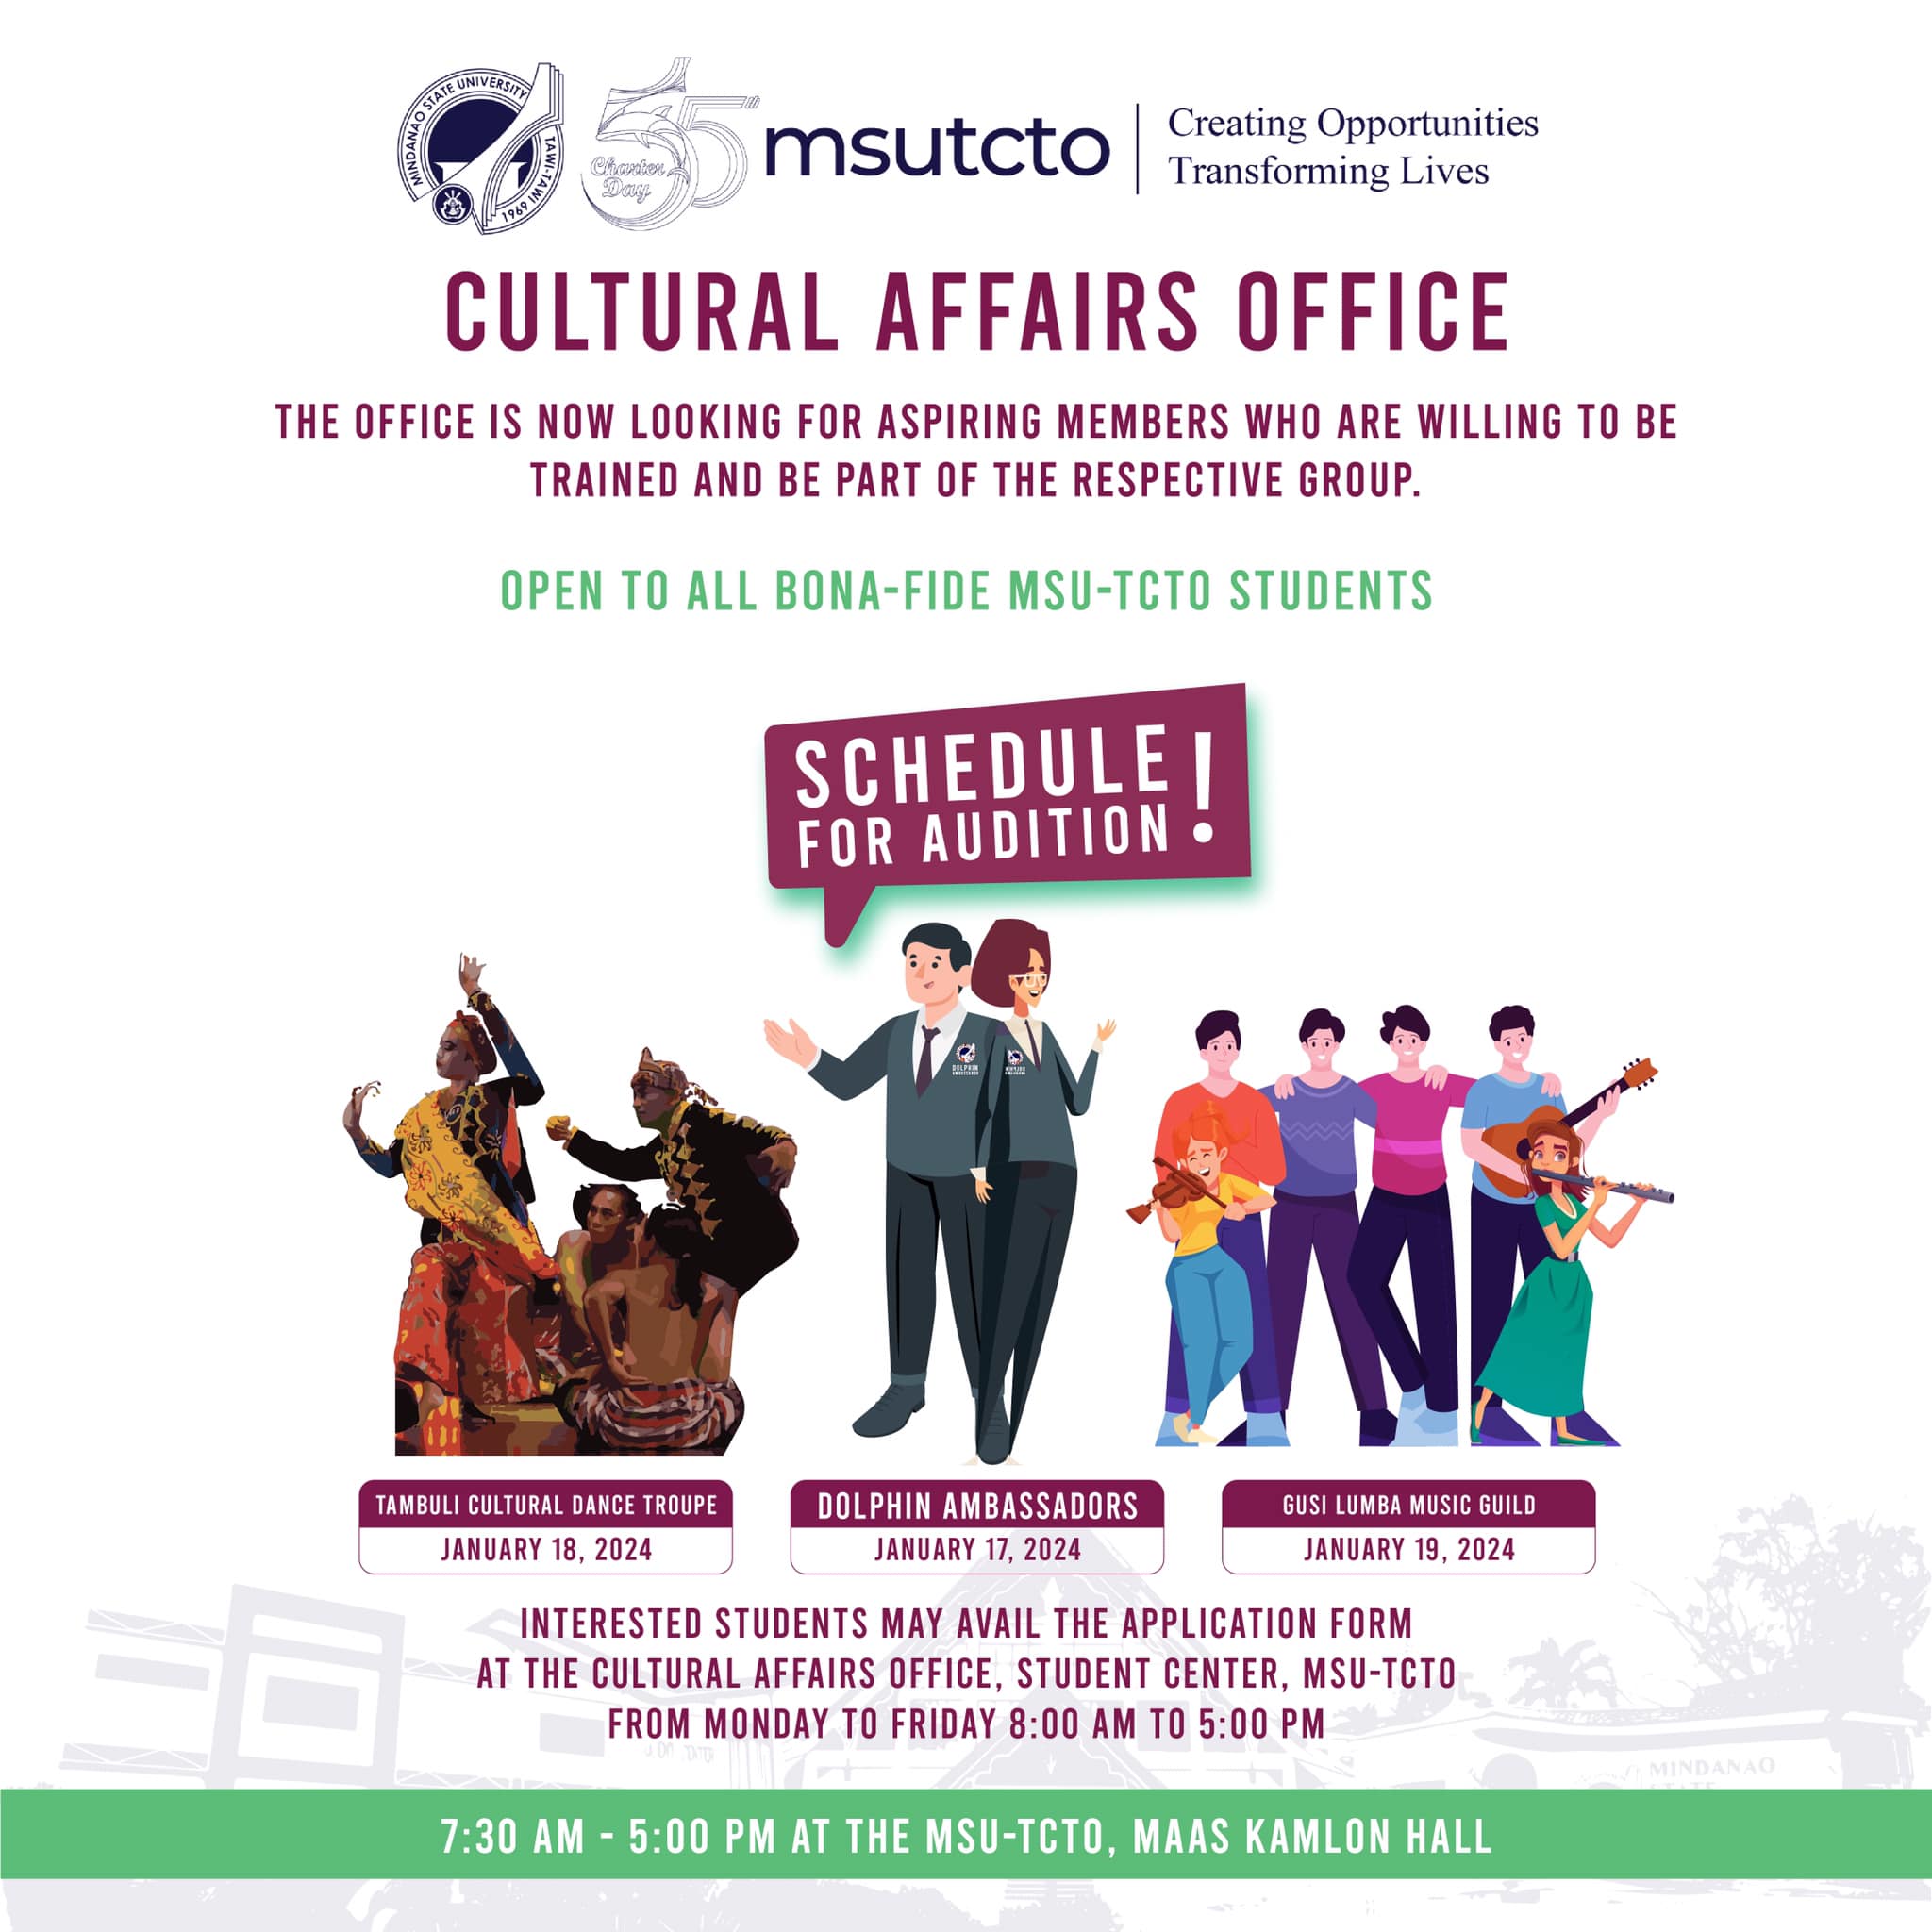 MINDANAO STATE UNIVERSITY
TAWI-TAWI
1969
55th
Charter
Day
msutcto
Creating Opportunities
Transforming Lives
CULTURAL AFFAIRS OFFICE
THE OFFICE IS NOW LOOKING FOR ASPIRING MEMBERS WHO ARE WILLING TO BE
TRAINED AND BE PART OF THE RESPECTIVE GROUP.
OPEN TO ALL BONA-FIDE MSU-TCTO STUDENTS
SCHEDULE
FOR AUDITION!
DOLPHIN
AMBASSADOR
TAMBULI CULTURAL DANCE TROUPE
JANUARY 18, 2024
DOLPHIN AMBASSADORS
JANUARY 17, 2024
GUSI LUMBA MUSIC GUILD
JANUARY 19, 2024
INTERESTED STUDENTS MAY AVAIL THE APPLICATION FORM
AT THE CULTURAL AFFAIRS OFFICE, STUDENT CENTER, MSU-TCTO
FROM MONDAY TO FRIDAY 8:00 AM TO 5:00 PM
MINDANAO
STATE
7:30 AM - 5:00 PM AT THE MSU-TCTO, MAAS KAMLON HALL